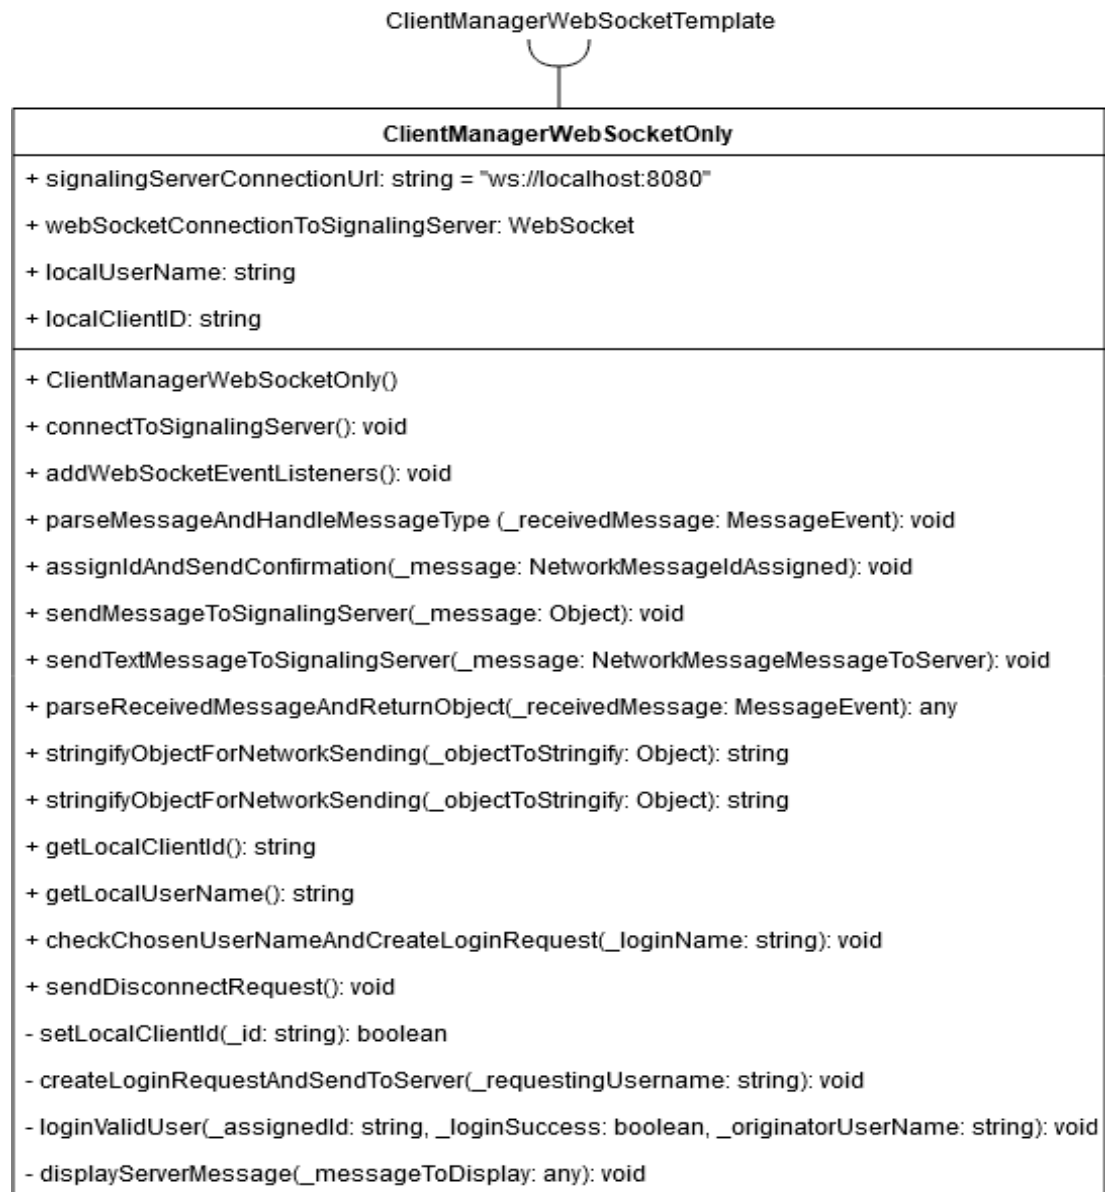 ClientManagerWebSocketTemplate
ClientManagerWebSocketOnly
+ signalingServerConnectionUrl: string = "ws://localhost:8080"
+ webSocketConnectionToSignalingServer: WebSocket
+ localUserName: string
+ localClientID: string
+ ClientManagerWebSocketOnly()
+ connectToSignalingServer(): void
+ addWebSocketEventListeners(): void
+ parseMessageAndHandleMessageType (_receivedMessage: MessageEvent): void
+ assignIdAndSendConfirmation(_message: NetworkMessageIdAssigned): void
+ sendMessageToSignalingServer(_message: Object): void
+ sendTextMessageToSignalingServer(_message: NetworkMessageMessageToServer): void
+ parseReceivedMessageAndReturnObject(_receivedMessage: MessageEvent): any
+ stringifyObjectForNetworkSending(_objectToStringify: Object): string
+ stringifyObjectForNetworkSending(_objectToStringify: Object): string
+ getLocalClientId(): string
+ getLocalUserName(): string
+ checkChosenUserNameAndCreateLoginRequest(_loginName: string): void
+ sendDisconnectRequest(): void
- setLocalClientId(_id: string): boolean
- createLoginRequestAndSendToServer(_requestingUsername: string): void
- loginValidUser(_assignedId: string, _loginSuccess: boolean, _originatorUserName: string): void
- displayServerMessage(_messageToDisplay: any): void